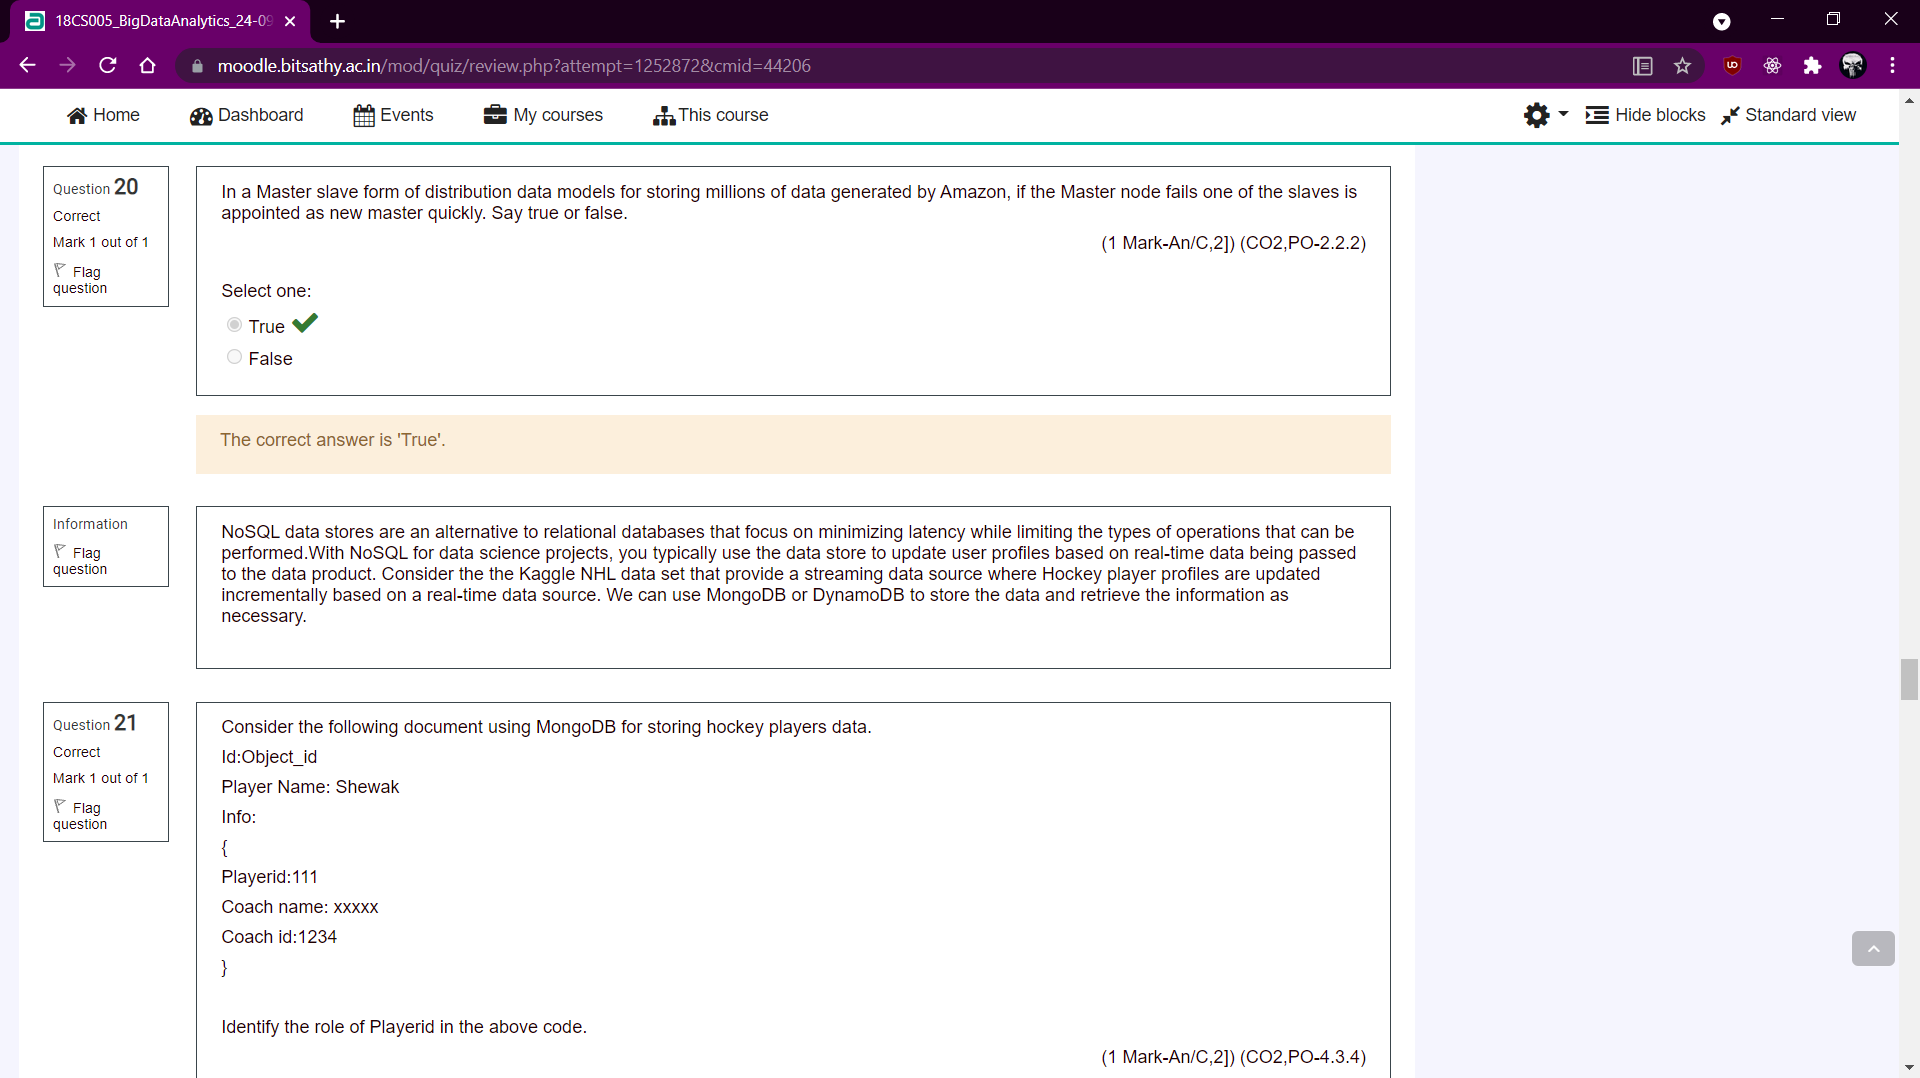 18CS005_BigDataAnalytics_24-09
moodle.bitsathy.ac.in/mod/quiz/review.php?attempt=1252872&cmid=44206
Home Dashboard Events My courses This course Hide blocks Standard view
Question 20
Correct
Mark 1 out of 1
Flag question
In a Master slave form of distribution data models for storing millions of data generated by Amazon, if the Master node fails one of the slaves is
appointed as new master quickly. Say true or false.
(1 Mark-An/C,2]) (CO2,PO-2.2.2)
Select one:
True
False
The correct answer is 'True'.
Information
Flag question
NoSQL data stores are an alternative to relational databases that focus on minimizing latency while limiting the types of operations that can be
performed.With NoSQL for data science projects, you typically use the data store to update user profiles based on real-time data being passed
to the data product. Consider the the Kaggle NHL data set that provide a streaming data source where Hockey player profiles are updated
incrementally based on a real-time data source. We can use MongoDB or DynamoDB to store the data and retrieve the information as
necessary.
Question 21
Correct
Mark 1 out of 1
Flag question
Consider the following document using MongoDB for storing hockey players data.
Id:Object_id
Player Name: Shewak
Info:
{
Playerid:111
Coach name: xxxxx
Coach id:1234
}
Identify the role of Playerid in the above code.
(1 Mark-An/C,2]) (CO2,PO-4.3.4)